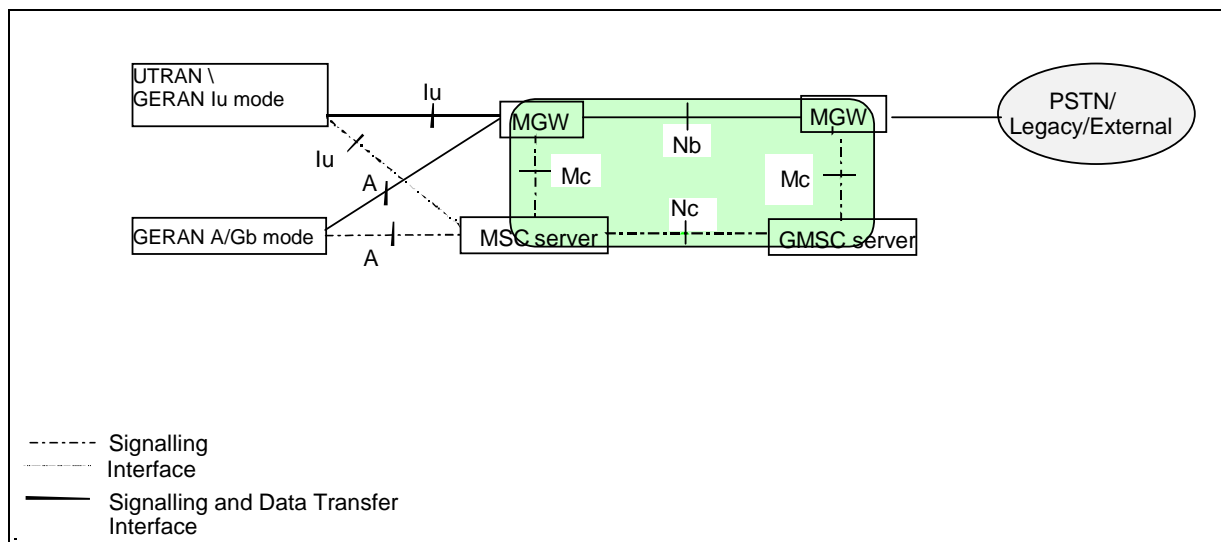 UTRAN \
GERAN Iu mode
Iu
MGW
Nb
MGW
PSTN/
Legacy/External
Iu
A
Mc
Mc
Nc
GERAN A/Gb mode
A
MSC server
GMSC server
Signalling
Interface
Signalling and Data Transfer
Interface